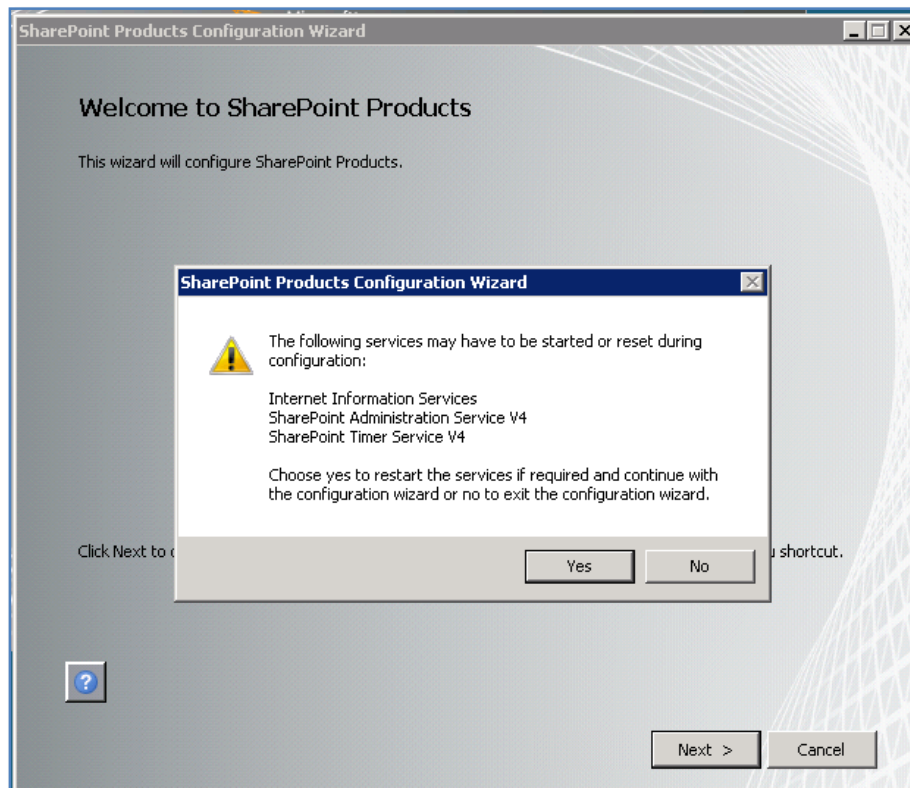 SharePoint Products Configuration Wizard
Welcome to SharePoint Products
This wizard will configure SharePoint Products.
SharePoint Products Configuration Wizard
The following services may have to be started or reset during
configuration:
Internet Information Services
SharePoint Administration Service V4
SharePoint Timer Service V4
Choose yes to restart the services if required and continue with
the configuration wizard or no to exit the configuration wizard.
Click Next to shortcut.
Yes No
?
Next > Cancel